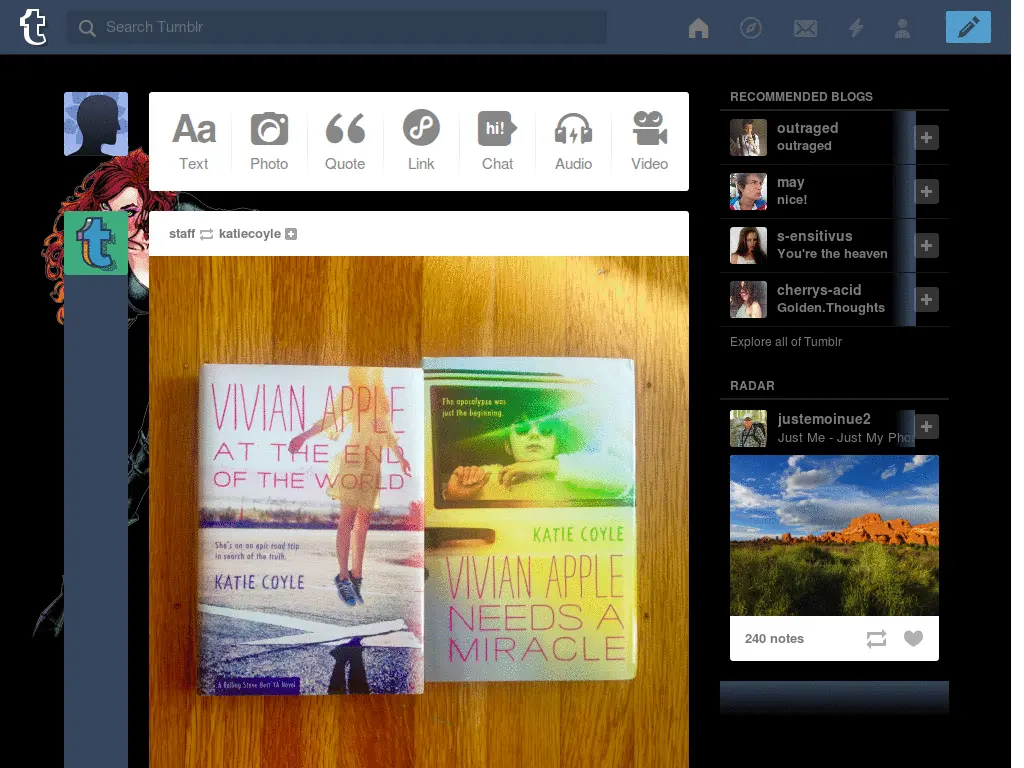 Search Tumblr
Aa
Text
Photo
Quote
Link
hi!
Chat
Audio
Video
staff katiecoyle
VIVIAN APPLE
AT THE END
OF THE WORLD
She's on an epic road trip
in search of the truth.
KATIE COYLE
A Rolling Stone Best YA Novel
The apocalypse was
just the beginning.
KATIE COYLE
VIVIAN APPLE
NEEDS A
MIRACLE
RECOMMENDED BLOGS
outraged
outraged
may
nice!
s-ensitivus
You're the heaven
cherrys-acid
Golden.Thoughts
Explore all of Tumblr
RADAR
justemoinue2
Just Me - Just My Pho
240 notes